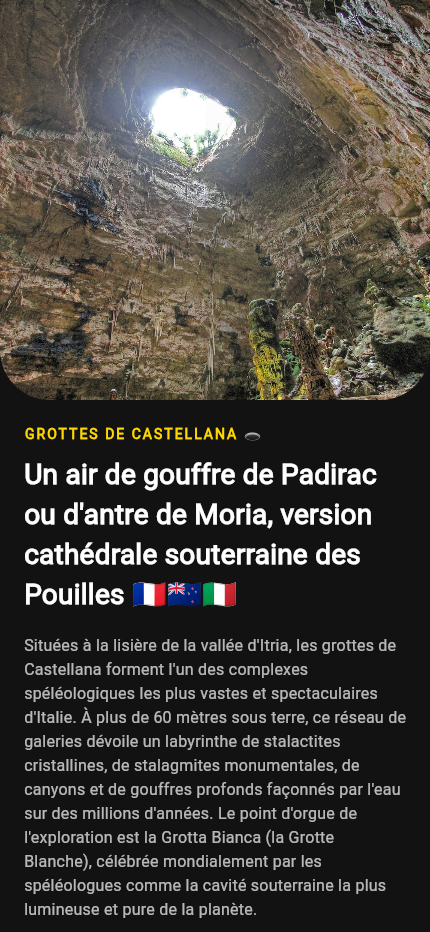 GROTTES DE CASTELLANA 🕳️
Un air de gouffre de Padirac
ou d'antre de Moria, version
cathédrale souterraine des
Pouilles 🇫🇷🇳🇿🇮🇹
Situées à la lisière de la vallée d'Itria, les grottes de
Castellana forment l'un des complexes
spéléologiques les plus vastes et spectaculaires
d'Italie. À plus de 60 mètres sous terre, ce réseau de
galeries dévoile un labyrinthe de stalactites
cristallines, de stalagmites monumentales, de
canyons et de gouffres profonds façonnés par l'eau
sur des millions d'années. Le point d'orgue de
l'exploration est la Grotta Bianca (la Grotte
Blanche), célébrée mondialement par les
spéléologues comme la cavité souterraine la plus
lumineuse et pure de la planète.